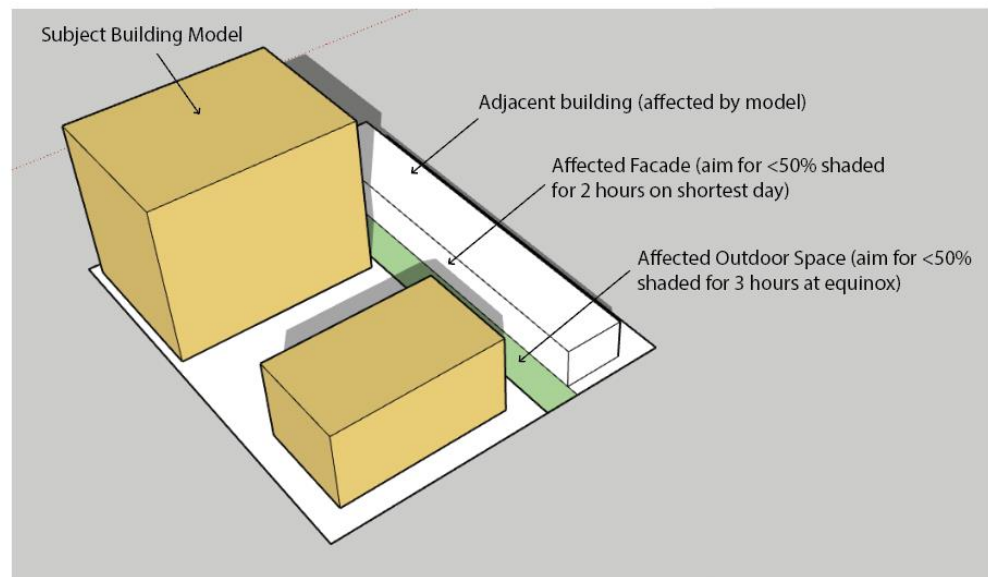 Subject Building Model
Adjacent building (affected by model)
Affected Facade (aim for <50% shaded
for 2 hours on shortest day)
Affected Outdoor Space (aim for <50%
shaded for 3 hours at equinox)